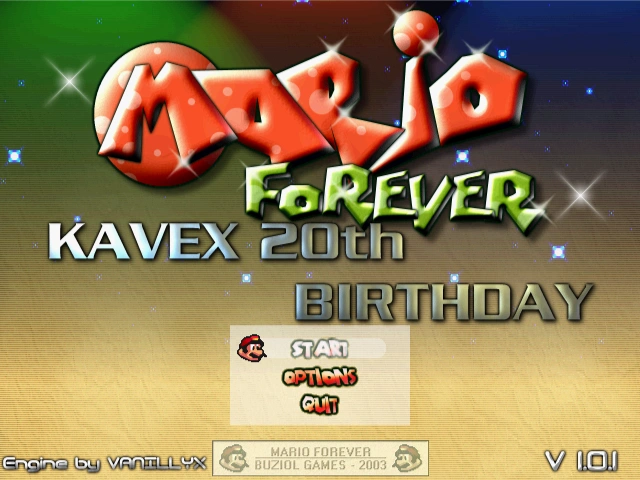 MARIO
FOREVER
KAVEX 20th
BIRTHDAY
START
OPTIONS
QUIT
Engine by VANILLYX
MARIO FOREVER
BUZIOL GAMES - 2003
V 1.0.1